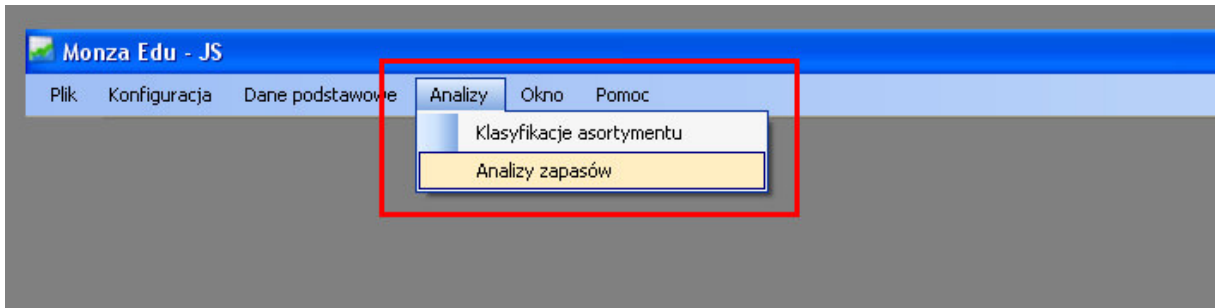 Monza Edu - JS
Plik Konfiguracja Dane podstawowe Analizy Okno Pomoc
Klasyfikacje asortymentu
Analizy zapasów